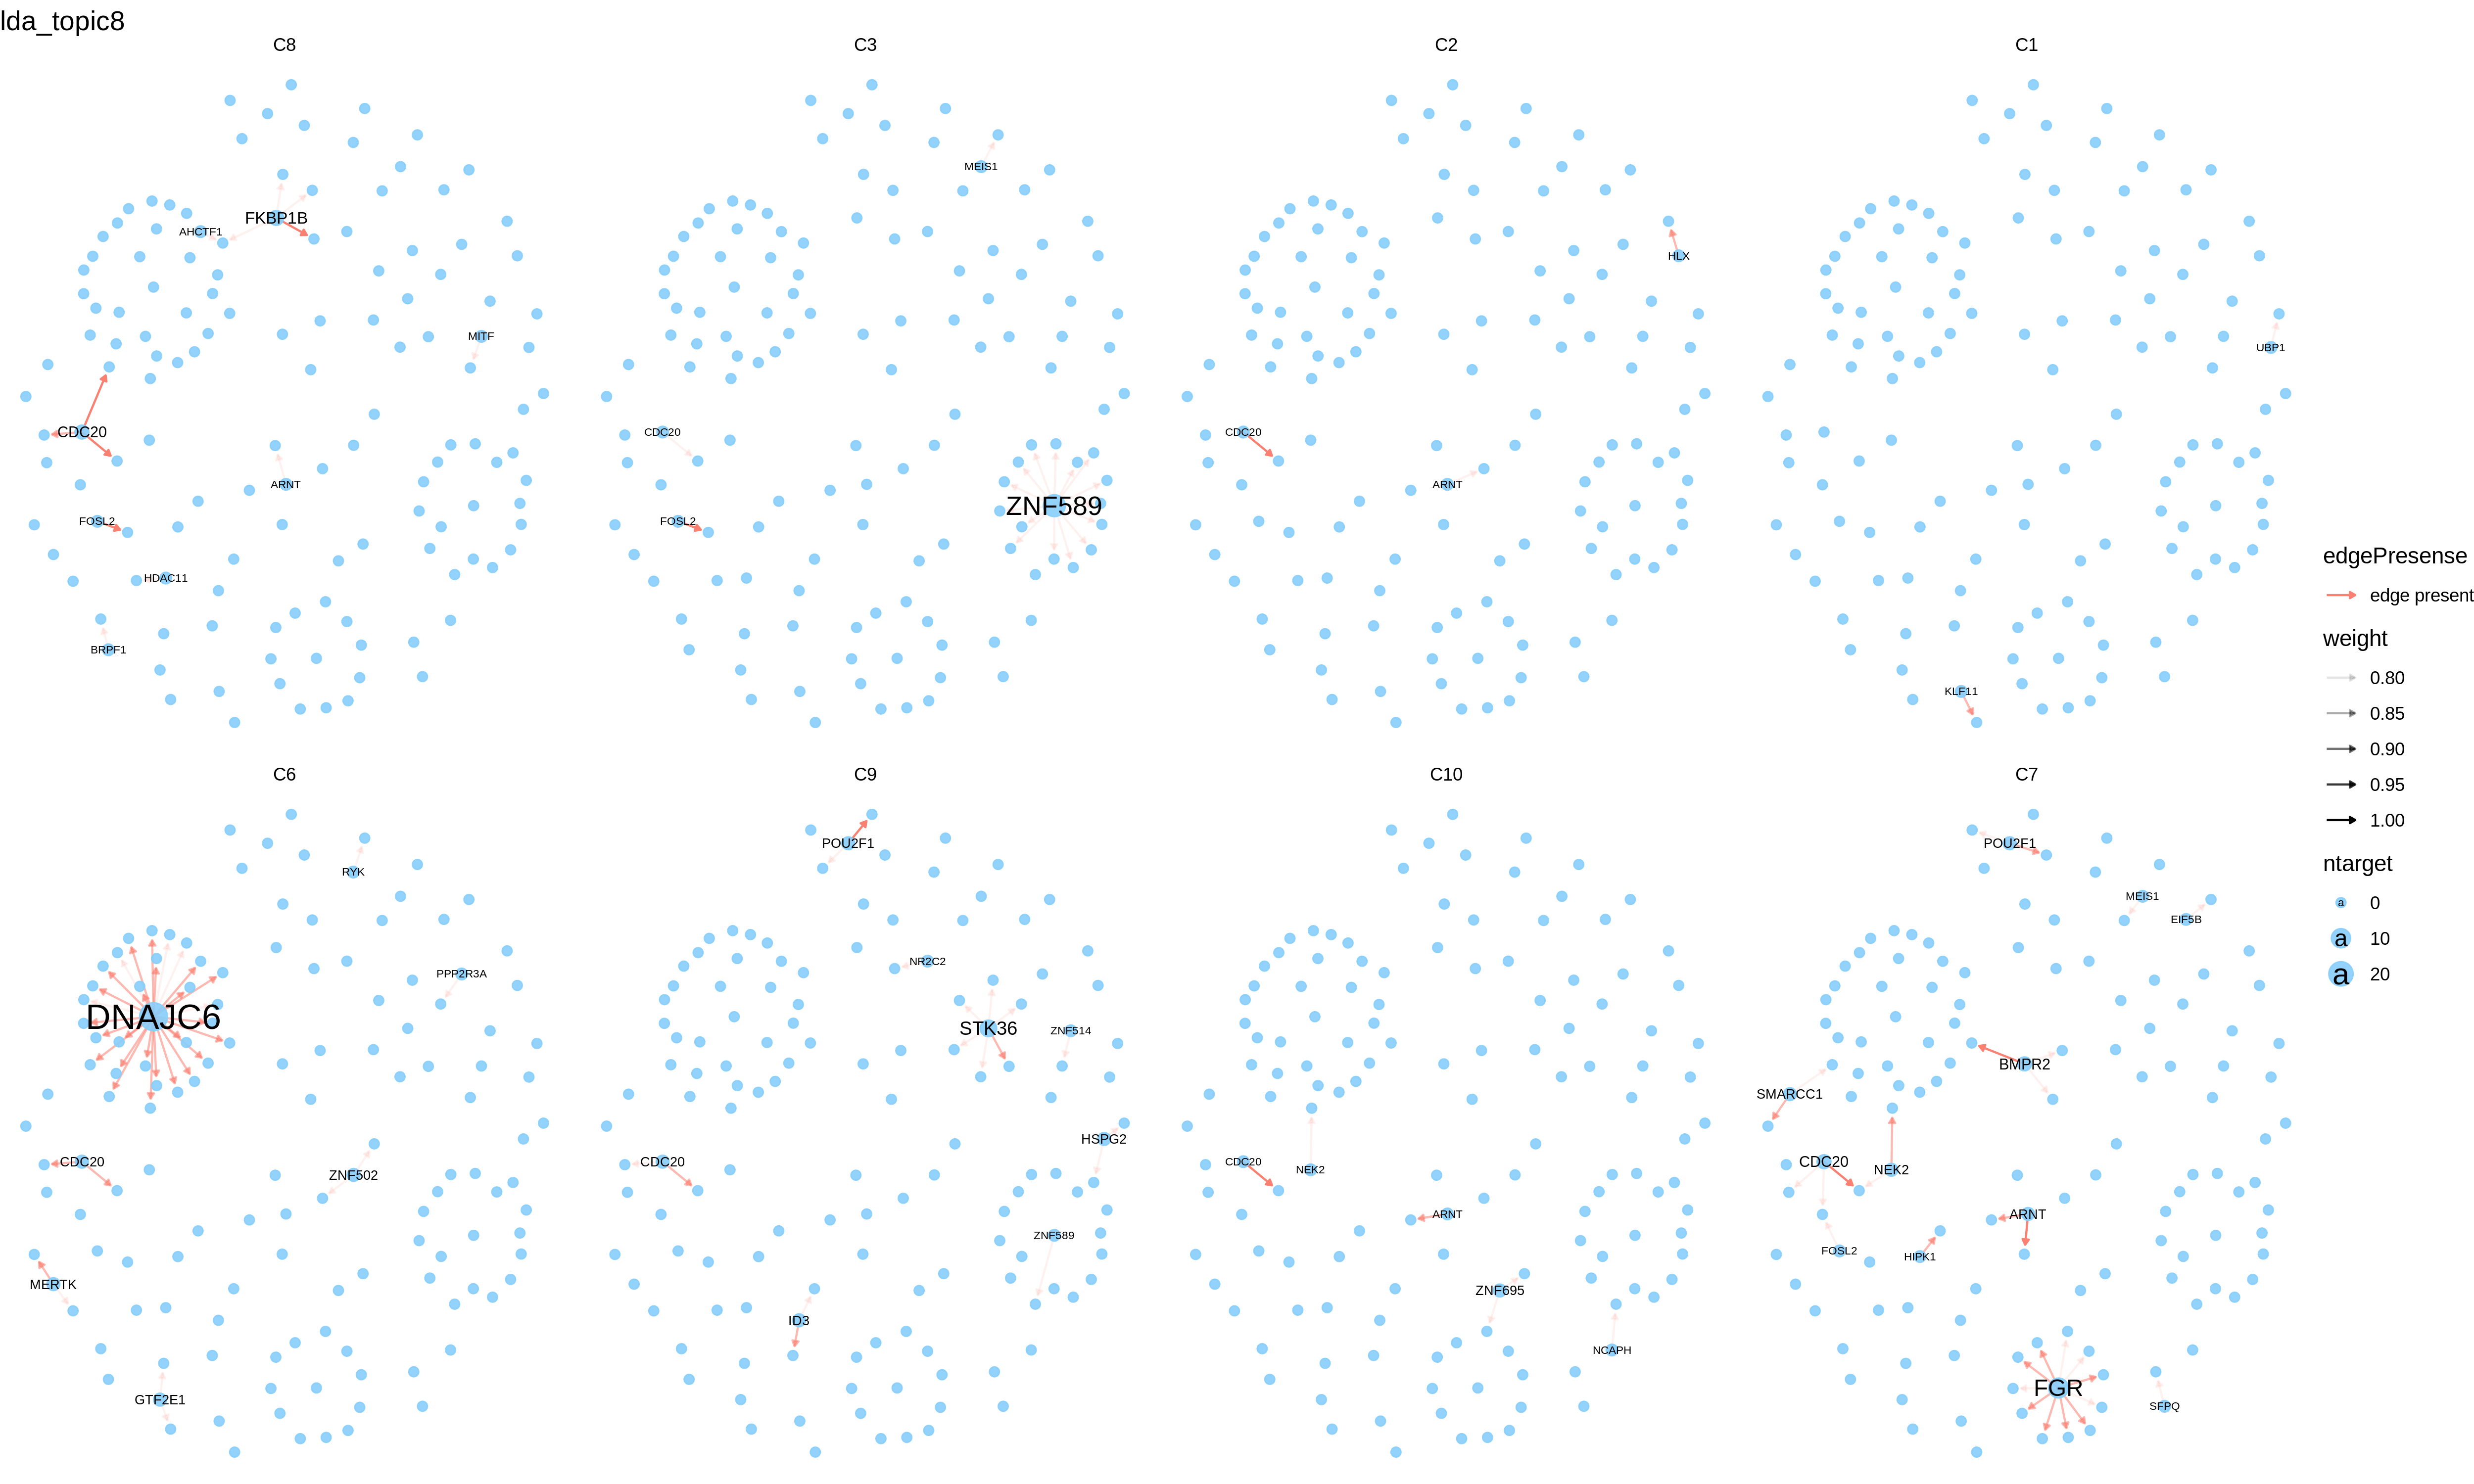 lda_topic8
C8
C3
C2
C1
MEIS1
FKBP1B
AHCTF1
HLX
MITF
UBP1
CDC20
CDC20
CDC20
ARNT
ARNT
ZNF589
FOSL2
FOSL2
HDAC11
BRPF1
KLF11
C6
C9
C10
C7
POU2F1
POU2F1
RYK
MEIS1
EIF5B
NR2C2
PPP2R3A
DNAJC6
STK36
ZNF514
BMPR2
SMARCC1
HSPG2
CDC20
CDC20
CDC20
CDC20
NEK2
NEK2
ZNF502
ARNT
ARNT
ZNF589
FOSL2
HIPK1
MERTK
ZNF695
ID3
NCAPH
FGR
GTF2E1
SFPQ
edgePresense
edge present
weight
0.80
0.85
0.90
0.95
1.00
ntarget
a 0
a 10
a 20